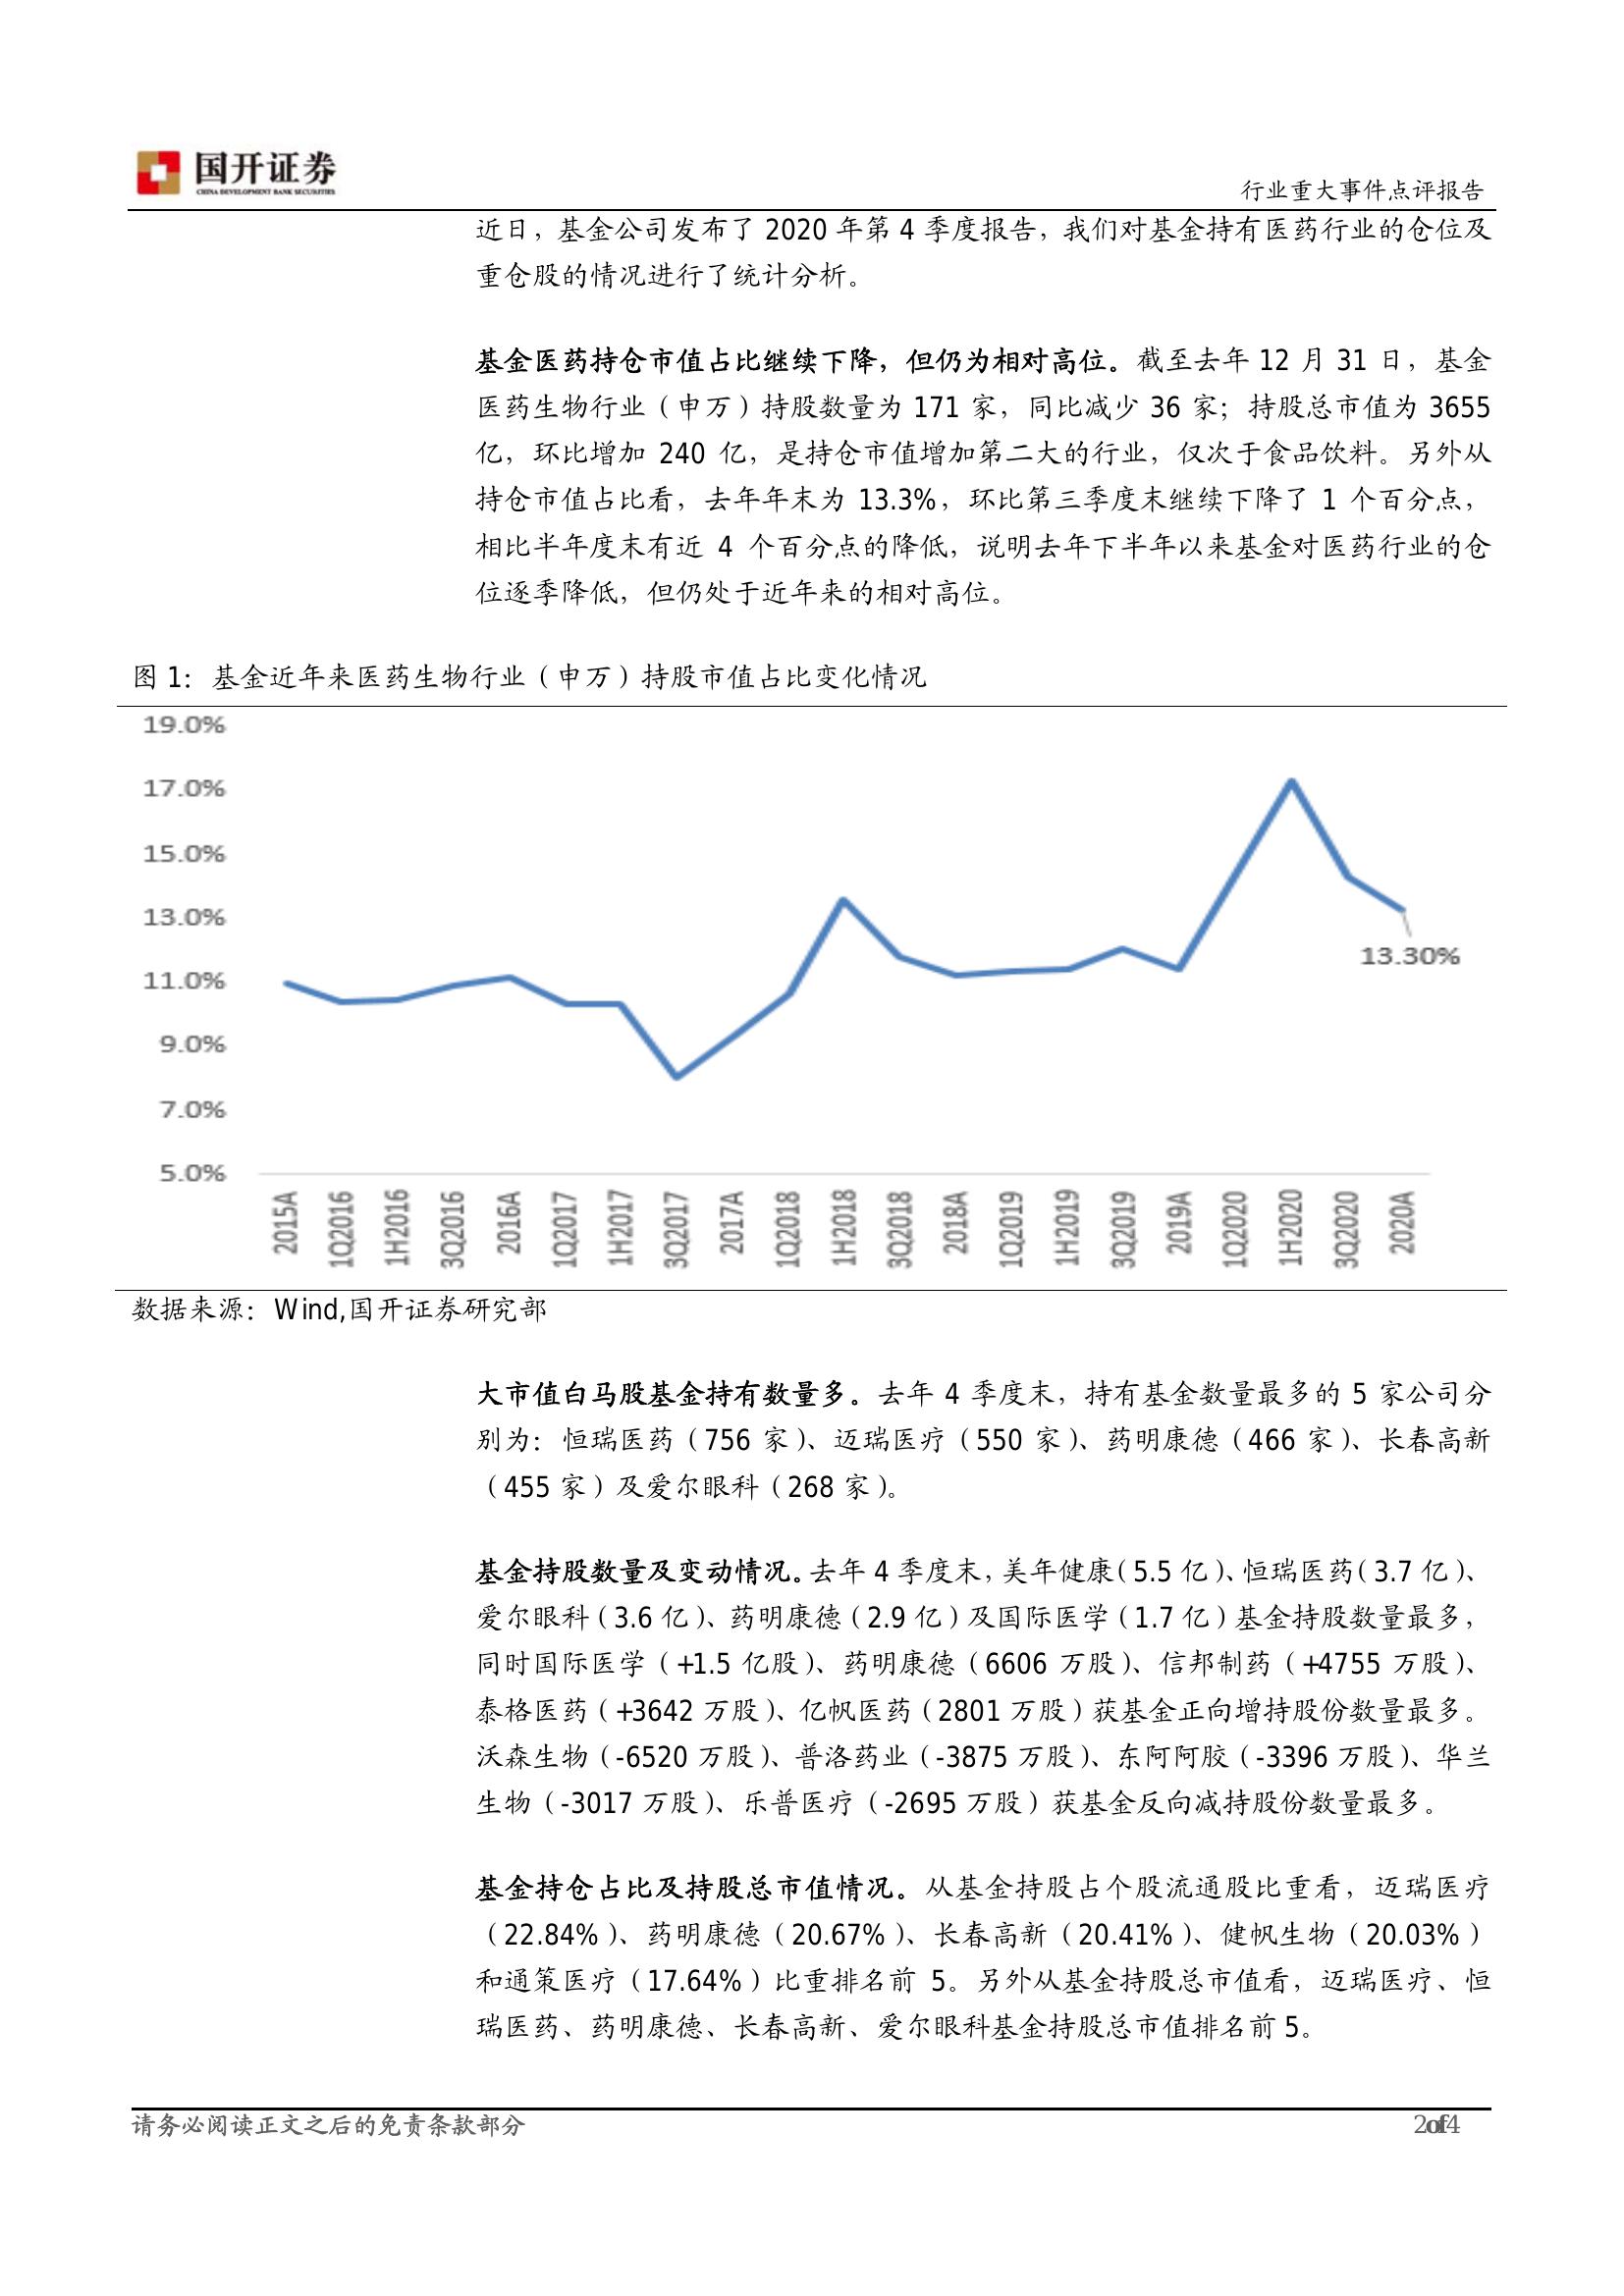 国开证券
CHINA DEVELOPMENT BANK SECURITIES
行业重大事件点评报告
近日，基金公司发布了 2020 年第 4 季度报告，我们对基金持有医药行业的仓位及
重仓股的情况进行了统计分析。
基金医药持仓市值占比继续下降，但仍为相对高位。截至去年 12 月 31 日，基金
医药生物行业（申万）持股数量为 171 家，同比减少 36 家；持股总市值为 3655
亿，环比增加 240 亿，是持仓市值增加第二大的行业，仅次于食品饮料。另外从
持仓市值占比看，去年年末为 13.3%，环比第三季度末继续下降了 1 个百分点，
相比半年度末有近 4 个百分点的降低，说明去年下半年以来基金对医药行业的仓
位逐季降低，但仍处于近年来的相对高位。
图 1：基金近年来医药生物行业（申万）持股市值占比变化情况
19.0%
17.0%
15.0%
13.0%
11.0%
9.0%
7.0%
5.0%
13.30%
2015A
1Q2016
1H2016
3Q2016
2016A
1Q2017
1H2017
3Q2017
2017A
1Q2018
1H2018
3Q2018
2018A
1Q2019
1H2019
3Q2019
2019A
1Q2020
1H2020
3Q2020
2020A
数据来源：Wind,国开证券研究部
大市值白马股基金持有数量多。去年 4 季度末，持有基金数量最多的 5 家公司分
别为：恒瑞医药（756 家）、迈瑞医疗（550 家）、药明康德（466 家）、长春高新
（455 家）及爱尔眼科（268 家）。
基金持股数量及变动情况。去年 4 季度末，美年健康（5.5 亿）、恒瑞医药（3.7 亿）、
爱尔眼科（3.6 亿）、药明康德（2.9 亿）及国际医学（1.7 亿）基金持股数量最多，
同时国际医学（+1.5 亿股）、药明康德（6606 万股）、信邦制药（+4755 万股）、
泰格医药（+3642 万股）、亿帆医药（2801 万股）获基金正向增持股份数量最多。
沃森生物（-6520 万股）、普洛药业（-3875 万股）、东阿阿胶（-3396 万股）、华兰
生物（-3017 万股）、乐普医疗（-2695 万股）获基金反向减持股份数量最多。
基金持仓占比及持股总市值情况。从基金持股占个股流通股比重看，迈瑞医疗
（22.84%）、药明康德（20.67%）、长春高新（20.41%）、健帆生物（20.03%）
和通策医疗（17.64%）比重排名前 5。另外从基金持股总市值看，迈瑞医疗、恒
瑞医药、药明康德、长春高新、爱尔眼科基金持股总市值排名前 5。
请务必阅读正文之后的免责条款部分
2of4